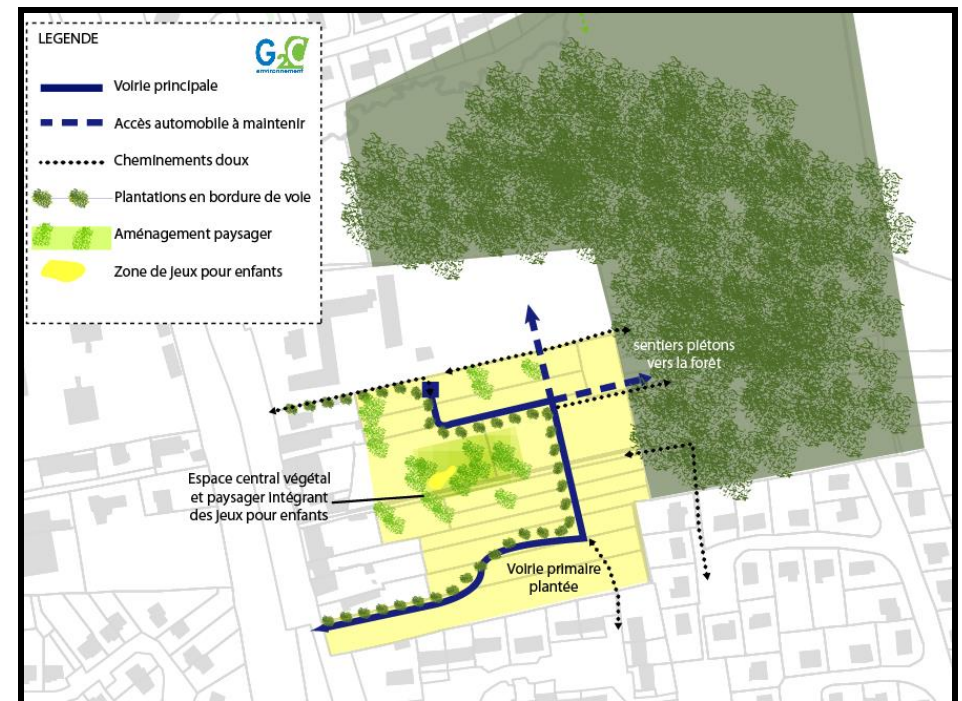 LEGENDE
G2C
environnement
Voirie principale
Accès automobile à maintenir
Cheminements doux
Plantations en bordure de voie
Aménagement paysager
Zone de jeux pour enfants
sentiers piétons
vers la forêt
Espace central végétal
et paysager intégrant
des jeux pour enfants
Voirie primaire
plantée